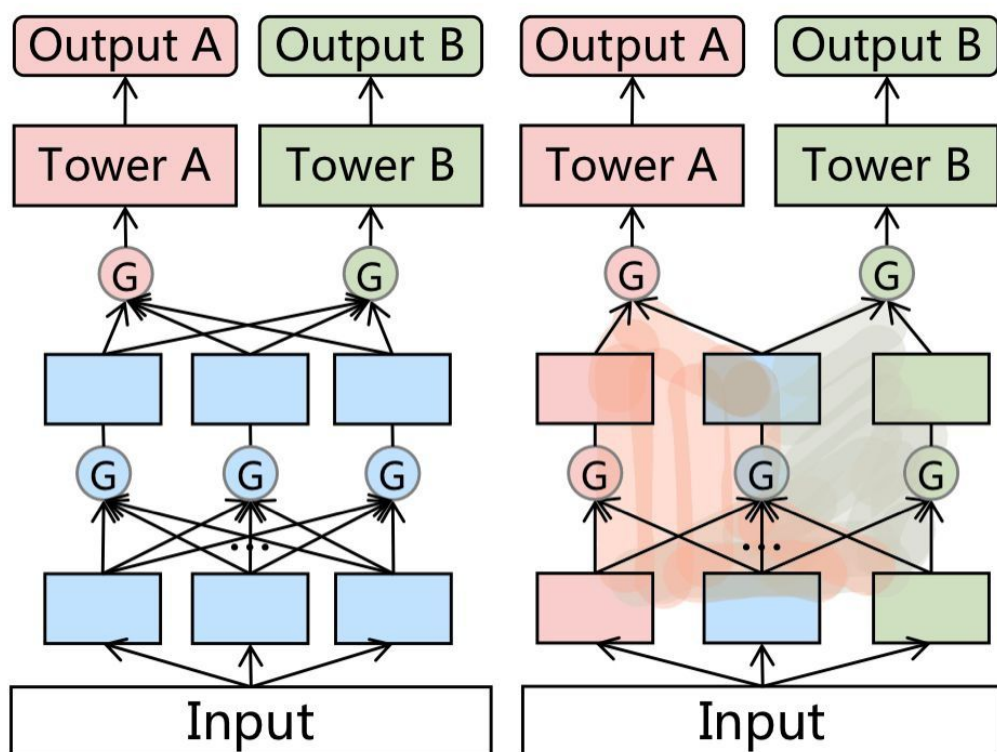 Output A Output B Output A Output B
Tower A Tower B Tower A Tower B
G G G G
G G G G G G
... ...
Input Input